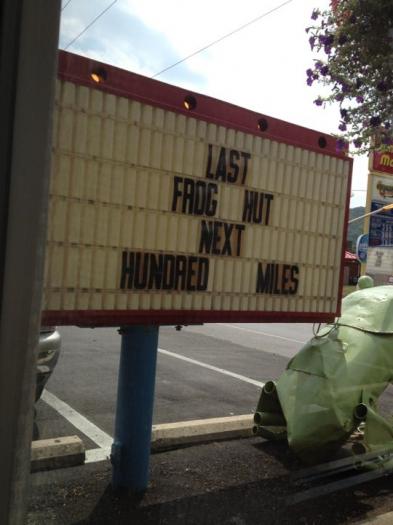 LAST
FROG HUT
NEXT
HUNDRED MILES